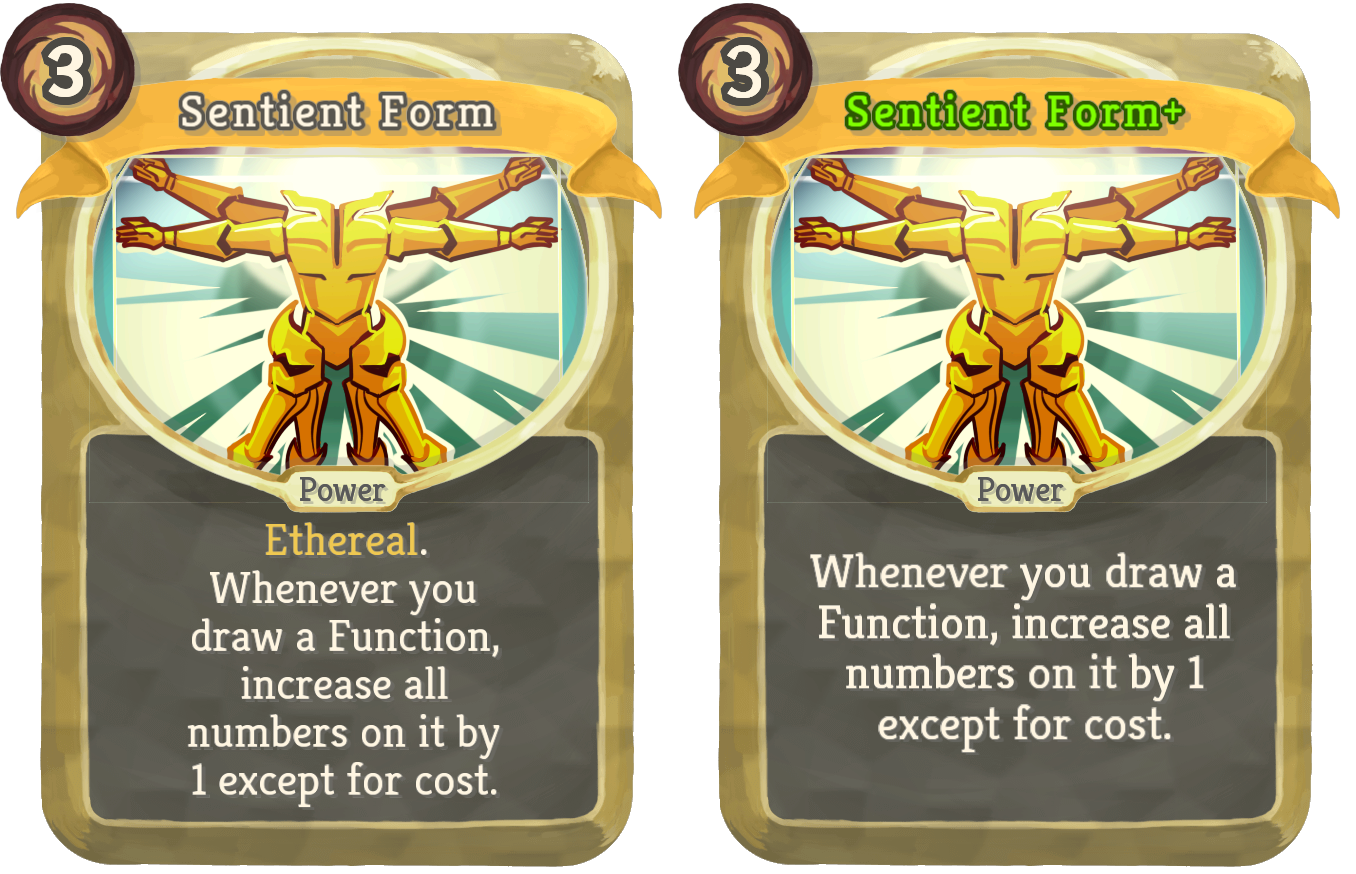 3
Sentient Form
Power
Ethereal.
Whenever you
draw a Function,
increase all
numbers on it by
1 except for cost.
3
Sentient Form+
Power
Whenever you draw a
Function, increase all
numbers on it by 1
except for cost.